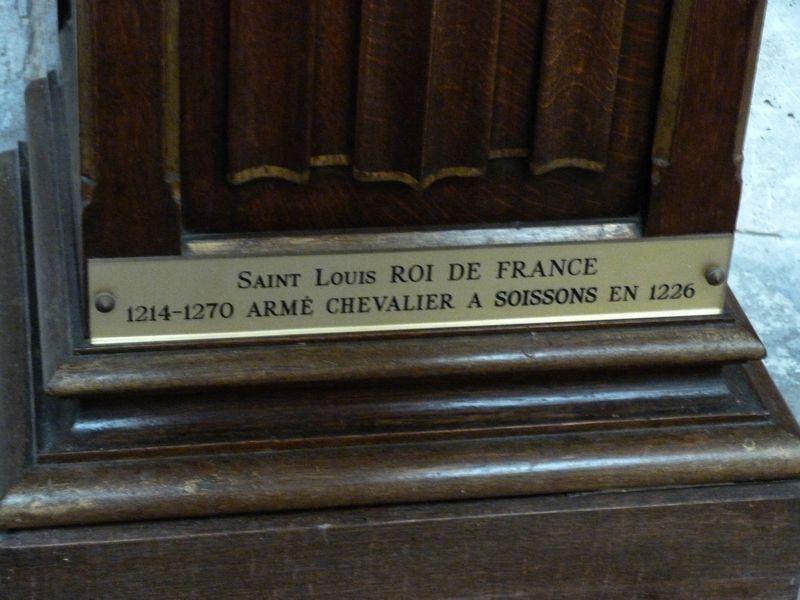 Saint Louis ROI DE FRANCE
1214-1270 ARMÉ CHEVALIER A SOISSONS EN 1226